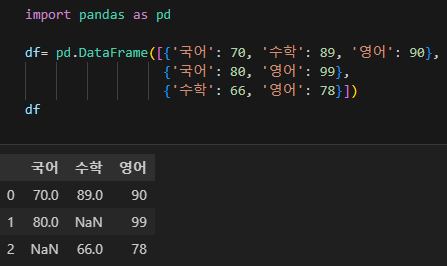 import pandas as pd
df= pd.DataFrame([{'국어': 70, '수학': 89, '영어': 90},
{'국어': 80, '영어': 99},
{'수학': 66, '영어': 78}])
df
국어 수학 영어
0 70.0 89.0 90
1 80.0 NaN 99
2 NaN 66.0 78